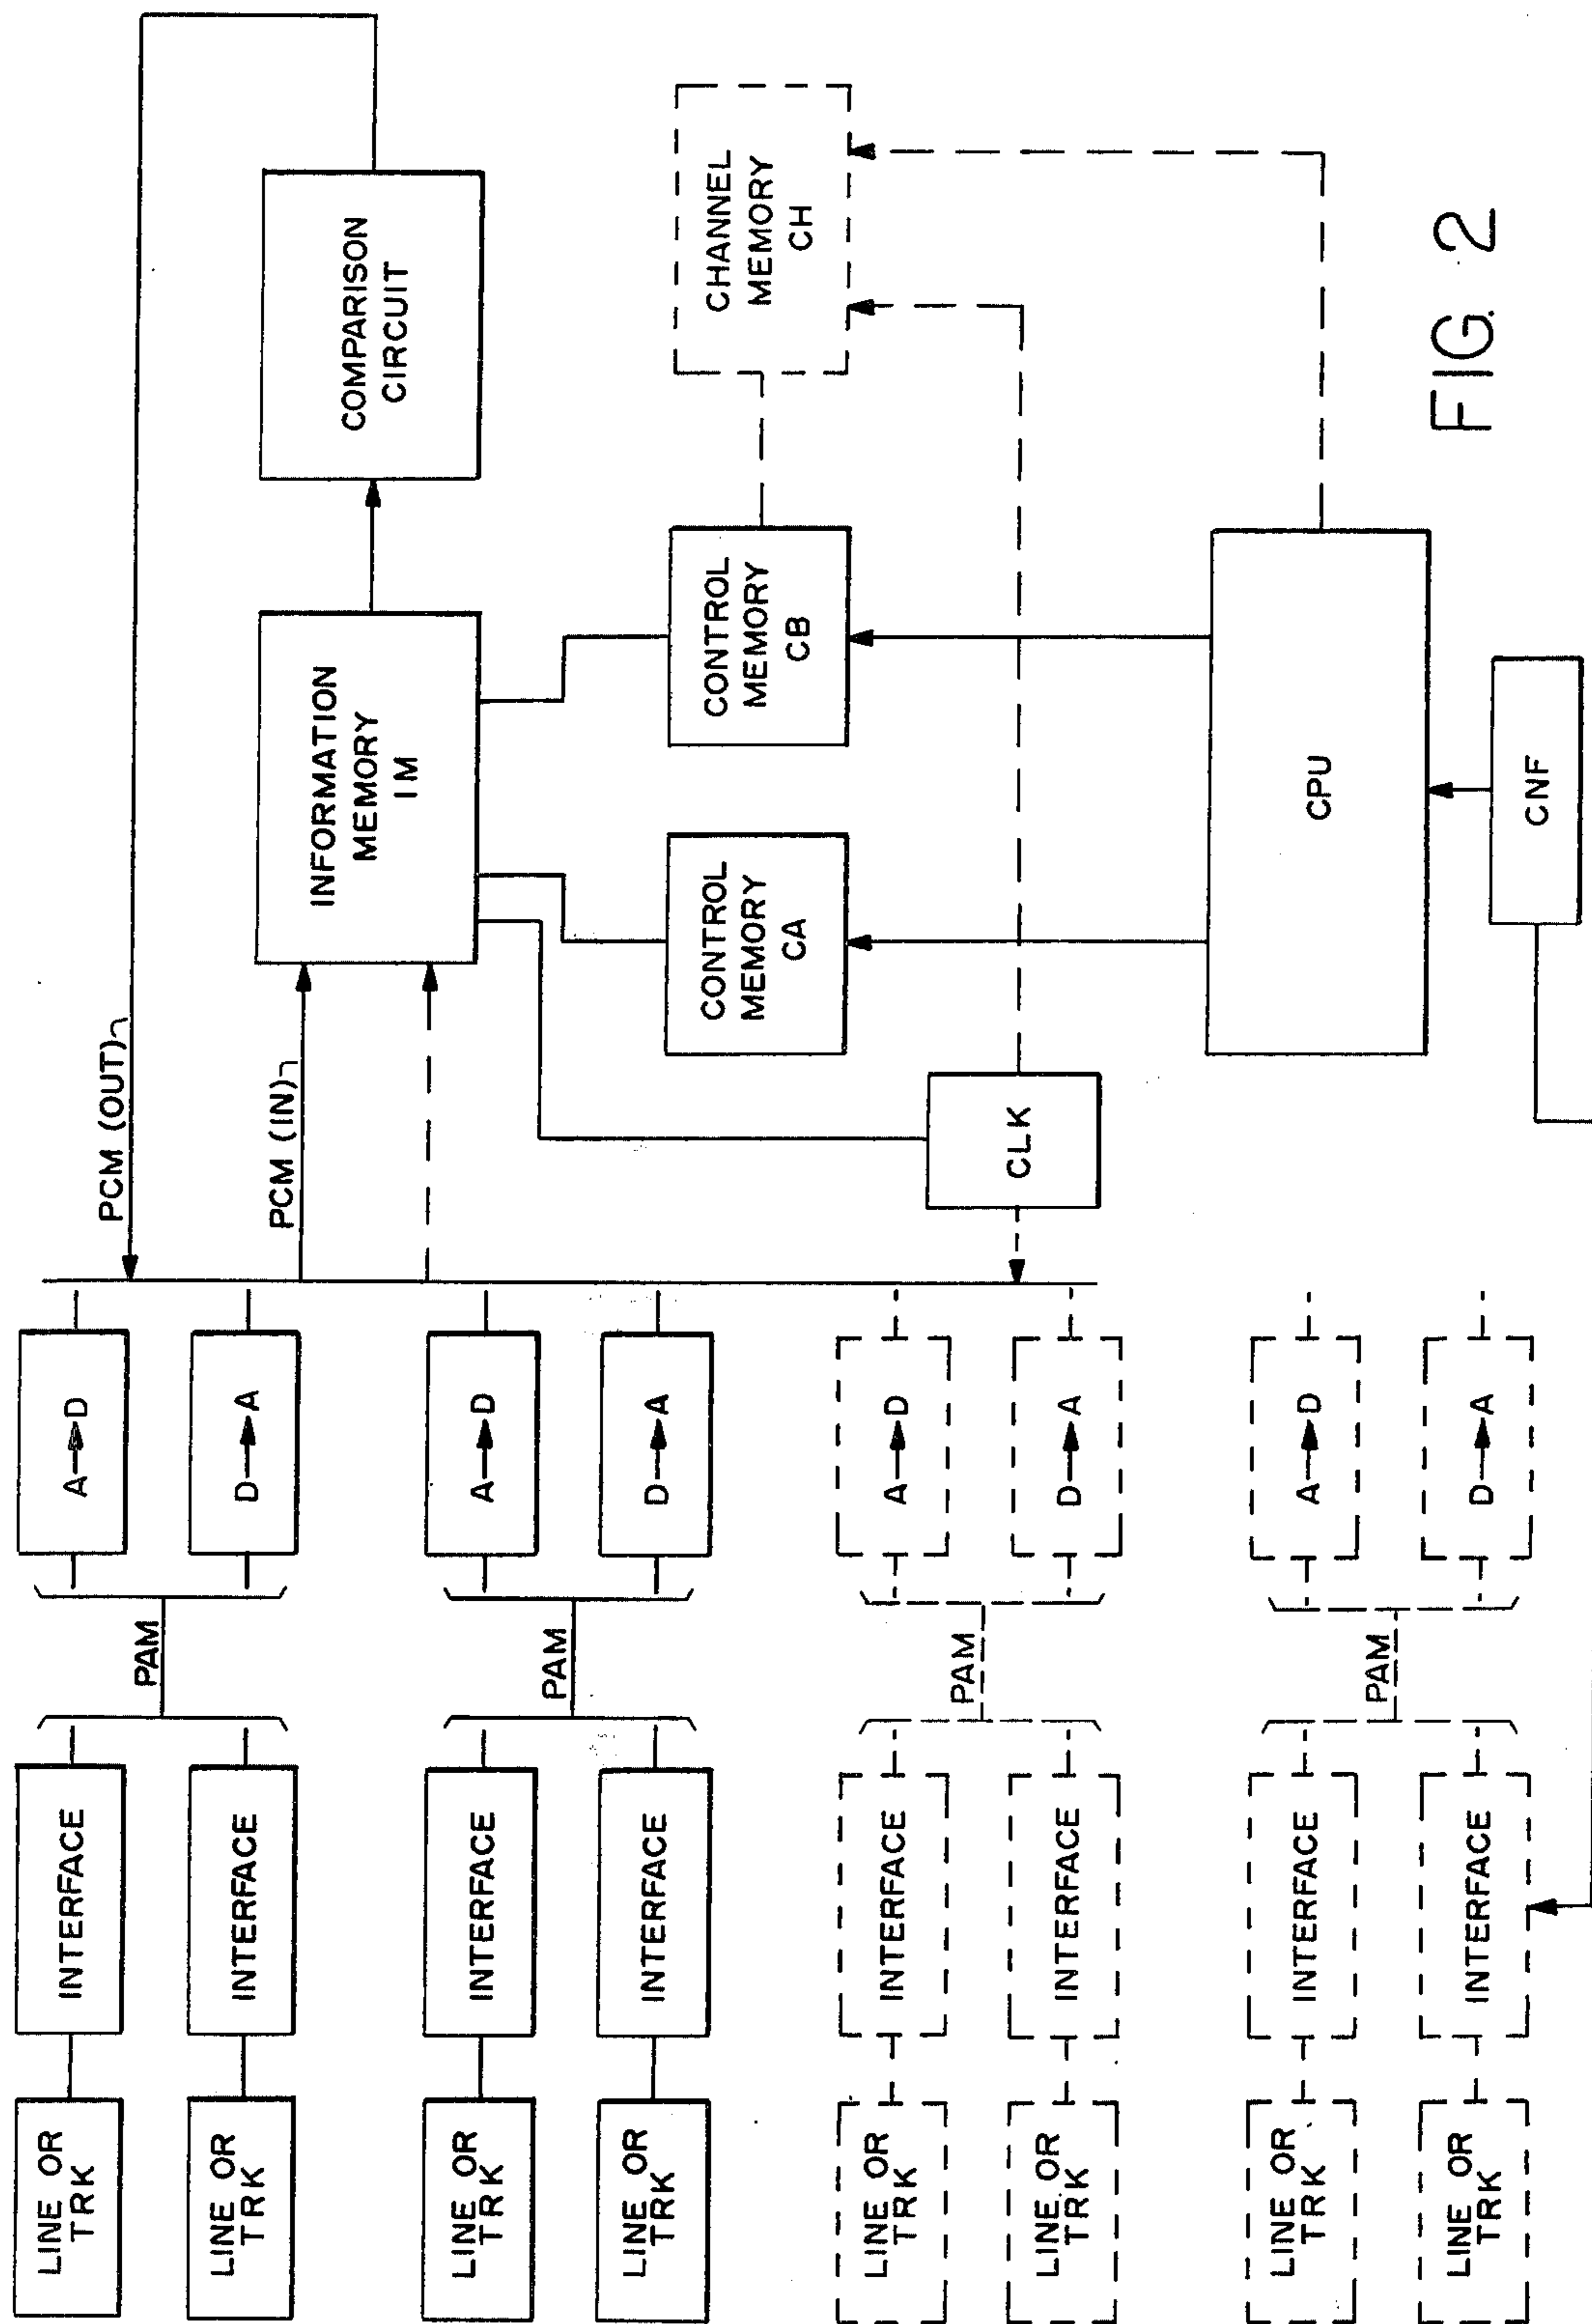 LINE OR
TRK
INTERFACE
PAM
A→D
PCM (OUT)
LINE OR
TRK
INTERFACE
D→A
PCM (IN)
INFORMATION
MEMORY
IM
COMPARISON
CIRCUIT
LINE OR
TRK
INTERFACE
PAM
A→D
LINE OR
TRK
INTERFACE
D→A
CONTROL
MEMORY
CA
CONTROL
MEMORY
CB
CHANNEL
MEMORY
CH
LINE OR
TRK
INTERFACE
PAM
A→D
CLK
LINE OR
TRK
INTERFACE
D→A
LINE OR
TRK
INTERFACE
PAM
A→D
CPU
LINE OR
TRK
INTERFACE
D→A
CNF
FIG. 2